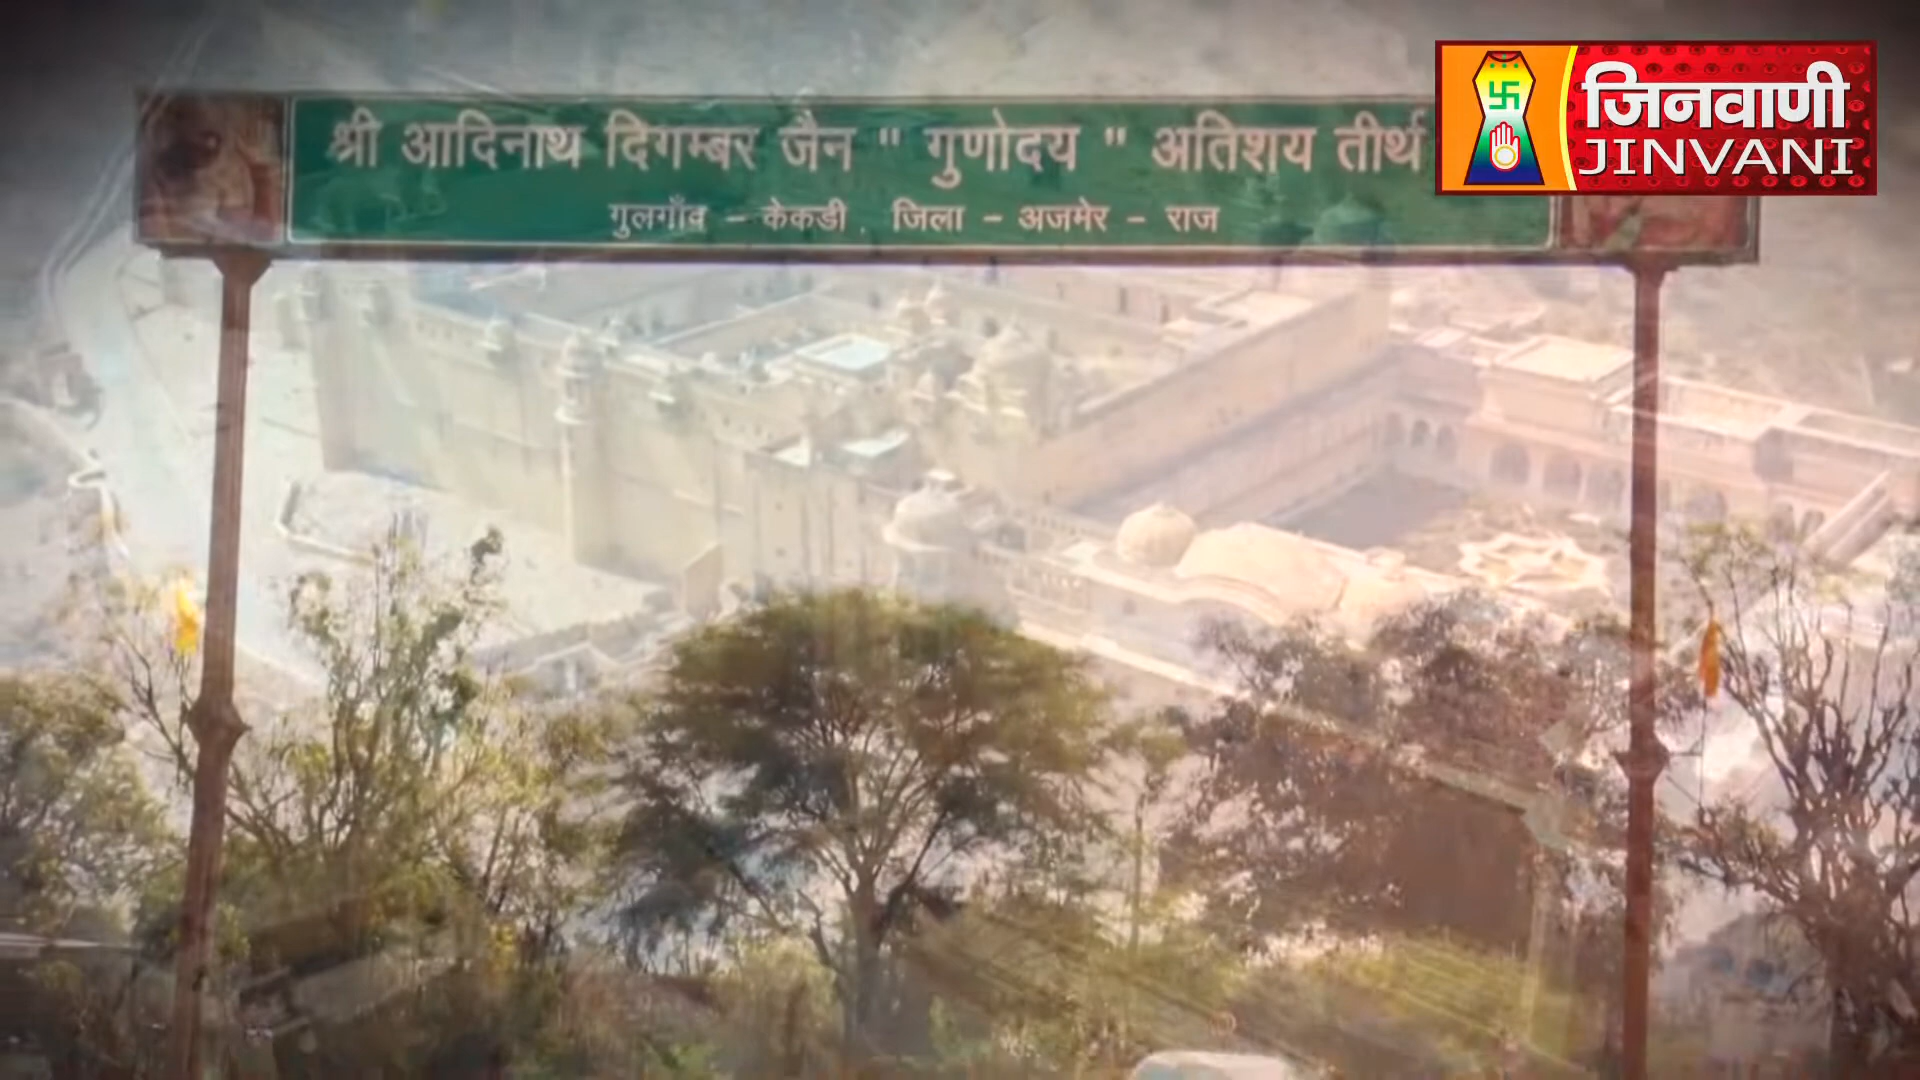 श्री आदिनाथ दिगम्बर जैन " गुणोदय " अतिशय तीर्थ
गुलगाँव - केकडी , जिला - अजमेर - राज
जिनवाणी
JINVANI